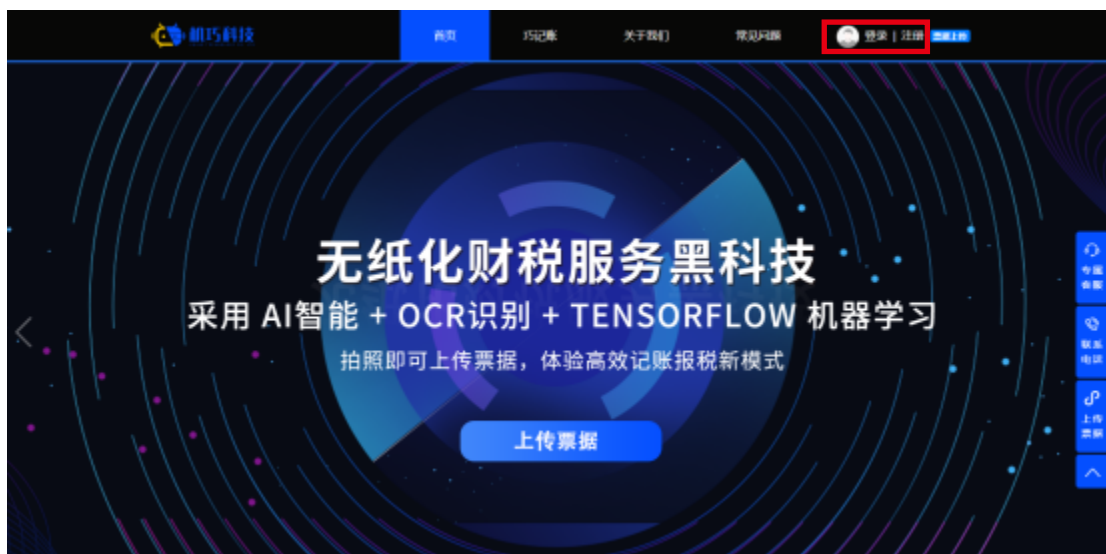 机巧科技
首页
巧记账
关于我们
常见问题
登录 | 注册
票据上传
无纸化财税服务黑科技
采用 AI智能 + OCR识别 + TENSORFLOW 机器学习
拍照即可上传票据，体验高效记账报税新模式
上传票据
专属
客服
联系
电话
上传
票据